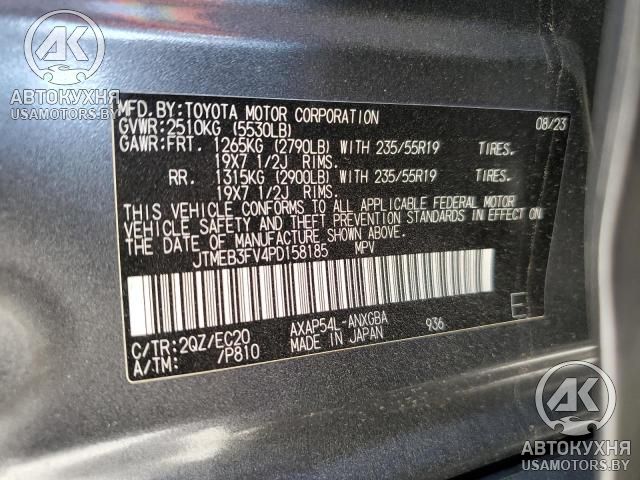 AK
АВТОКУХНЯ
USAMOTORS.BY
MFD.BY:TOYOTA MOTOR CORPORATION 08/23
GVWR:2510KG (5530LB)
GAWR:FRT. 1265KG (2790LB) WITH 235/55R19 TIRES.
19X7 1/2J RIMS.
RR. 1315KG (2900LB) WITH 235/55R19 TIRES.
19X7 1/2J RIMS.
THIS VEHICLE CONFORMS TO ALL APPLICABLE FEDERAL MOTOR
VEHICLE SAFETY AND THEFT PREVENTION STANDARDS IN EFFECT ON
THE DATE OF MANUFACTURE SHOWN ABOVE.
JTMEB3FV4PD158185 MPV
E
C/TR:2QZ/EC20 AXAP54L-ANXGBA 936
A/TM: /P810 MADE IN JAPAN
AK
АВТОКУХНЯ
USAMOTORS.BY